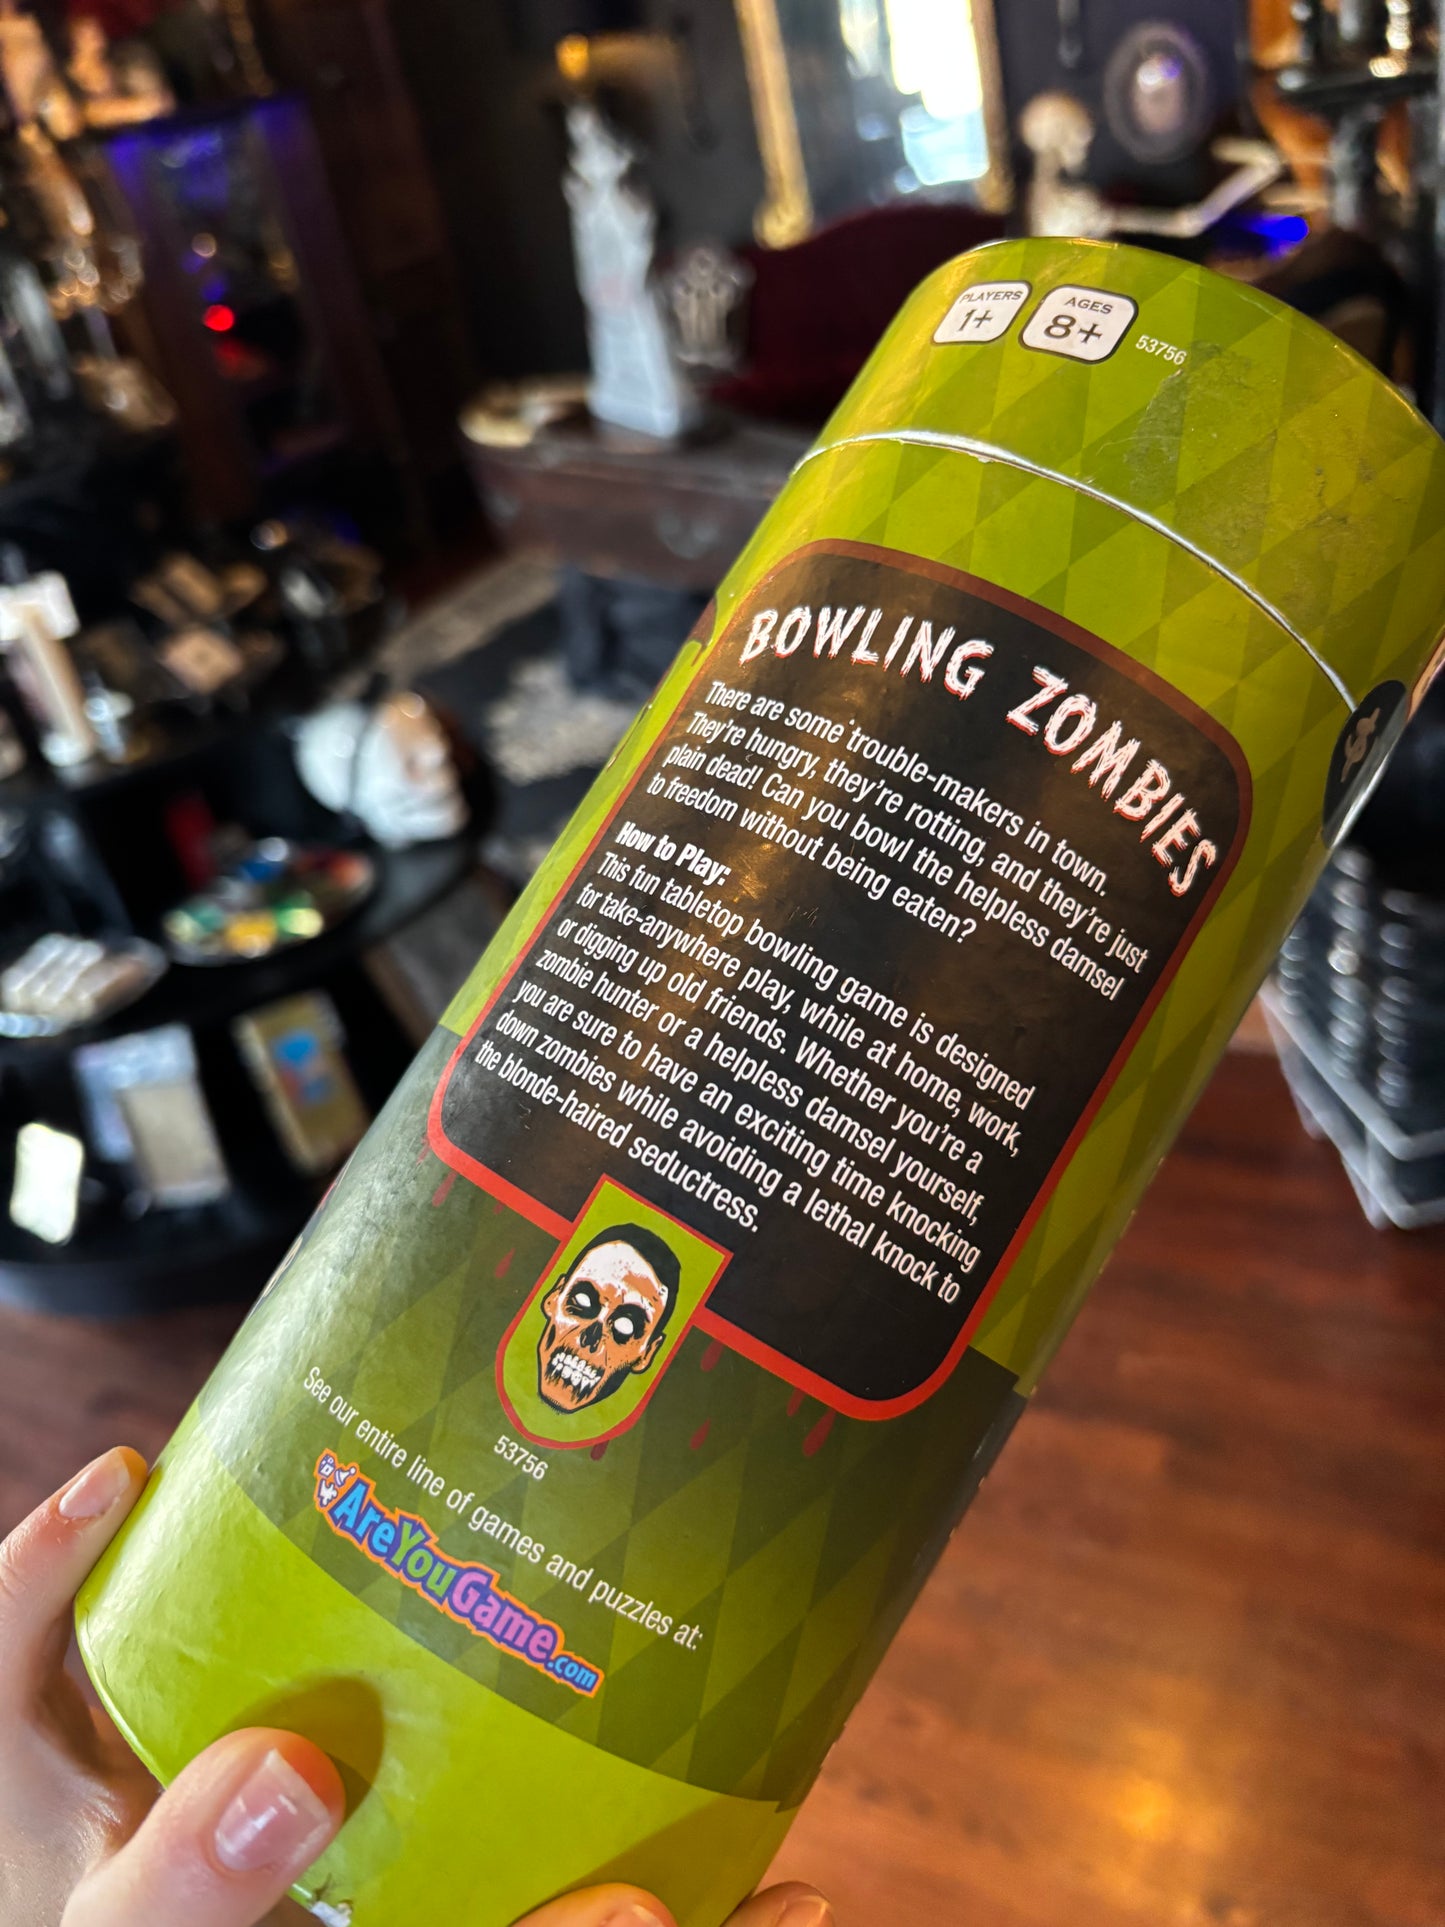 PLAYERS
1+
AGES
8+
53756
BOWLING ZOMBIES
There are some trouble-makers in town.
They're hungry, they're rotting, and they're just
plain dead! Can you bowl the helpless damsel
to freedom without being eaten?
How to Play:
This fun tabletop bowling game is designed
for take-anywhere play, while at home, work,
or digging up old friends. Whether you're a
zombie hunter or a helpless damsel yourself,
you are sure to have an exciting time knocking
down zombies while avoiding a lethal knock to
the blonde-haired seductress.
53756
See our entire line of games and puzzles at:
AreYouGame.com